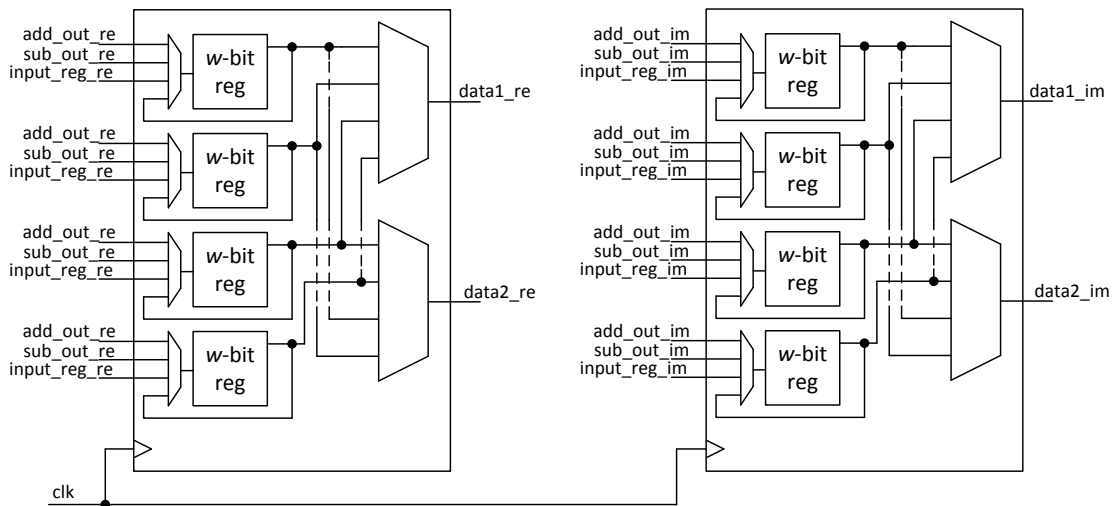 add_out_re
sub_out_re
input_reg_re
w-bit
reg
add_out_re
sub_out_re
input_reg_re
w-bit
reg
add_out_re
sub_out_re
input_reg_re
w-bit
reg
add_out_re
sub_out_re
input_reg_re
w-bit
reg
data1_re
data2_re
add_out_im
sub_out_im
input_reg_im
w-bit
reg
add_out_im
sub_out_im
input_reg_im
w-bit
reg
add_out_im
sub_out_im
input_reg_im
w-bit
reg
add_out_im
sub_out_im
input_reg_im
w-bit
reg
data1_im
data2_im
clk